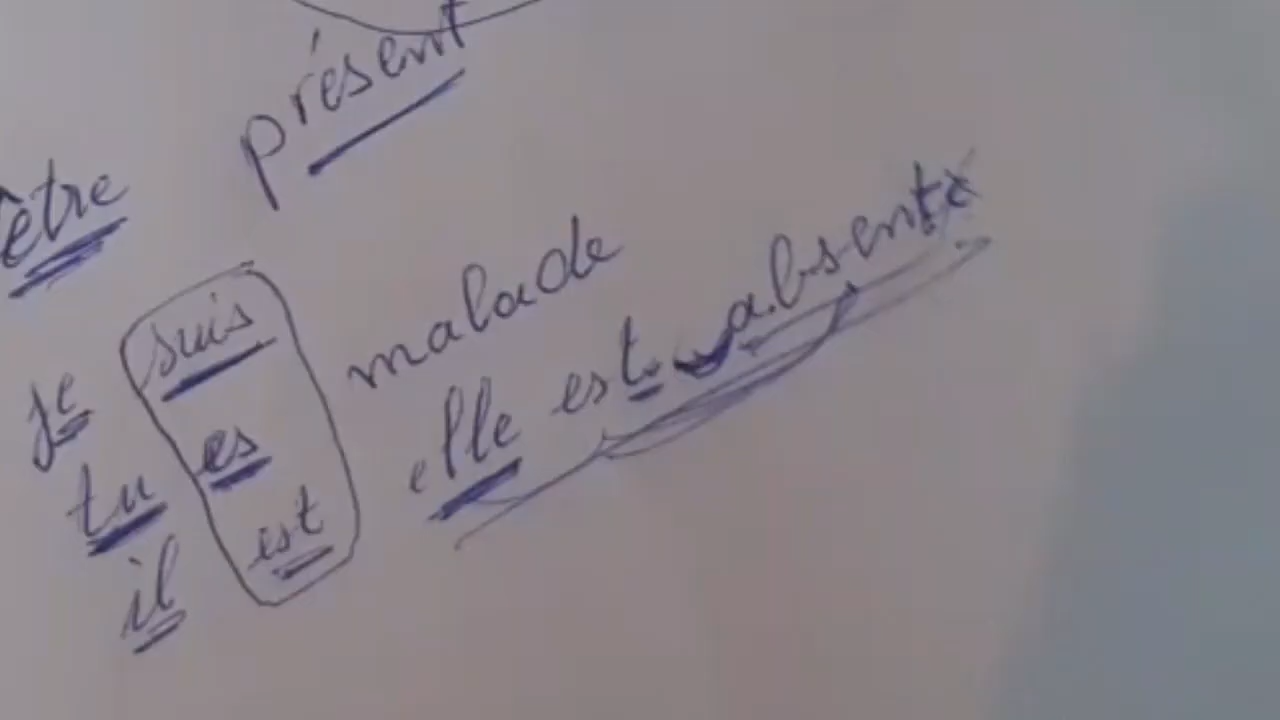 être présent
je suis malade
tu es elle est absente
il est